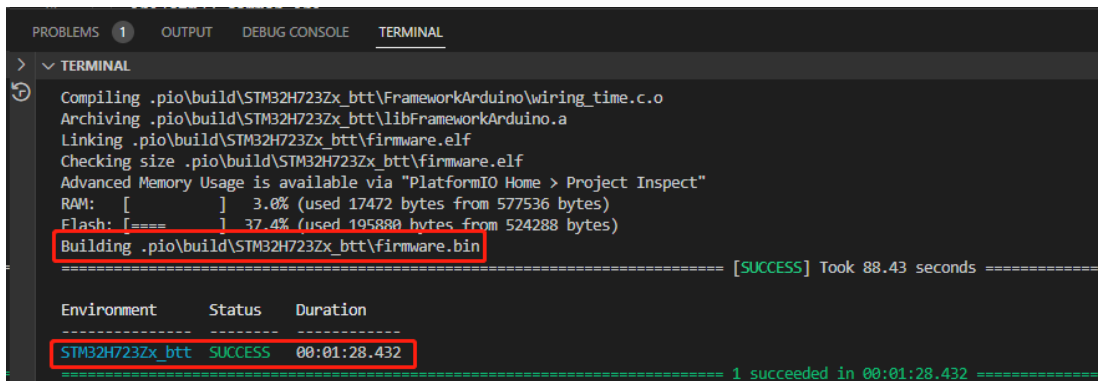 PROBLEMS 1 OUTPUT DEBUG CONSOLE TERMINAL
TERMINAL
Compiling .pio\build\STM32H723Zx_btt\FrameworkArduino\wiring_time.c.o
Archiving .pio\build\STM32H723Zx_btt\libFrameworkArduino.a
Linking .pio\build\STM32H723Zx_btt\firmware.elf
Checking size .pio\build\STM32H723Zx_btt\firmware.elf
Advanced Memory Usage is available via "PlatformIO Home > Project Inspect"
RAM:   [          ]   3.0% (used 17472 bytes from 577536 bytes)
Flash: [====      ]  37.4% (used 195880 bytes from 524288 bytes)
Building .pio\build\STM32H723Zx_btt\firmware.bin
============================================================================ [SUCCESS] Took 88.43 seconds =============
Environment      Status    Duration
---------------  --------  ------------
STM32H723Zx_btt  SUCCESS   00:01:28.432
============================================================================ 1 succeeded in 00:01:28.432 ==============